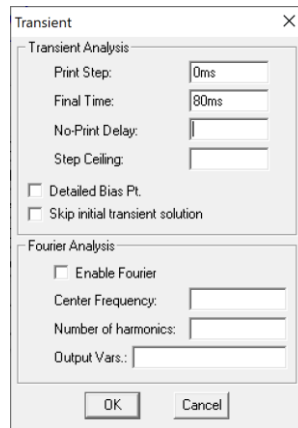 Transient
Transient Analysis
Print Step: 0ms
Final Time: 80ms
No-Print Delay:
Step Ceiling:
Detailed Bias Pt.
Skip initial transient solution
Fourier Analysis
Enable Fourier
Center Frequency:
Number of harmonics:
Output Vars.:
OK Cancel